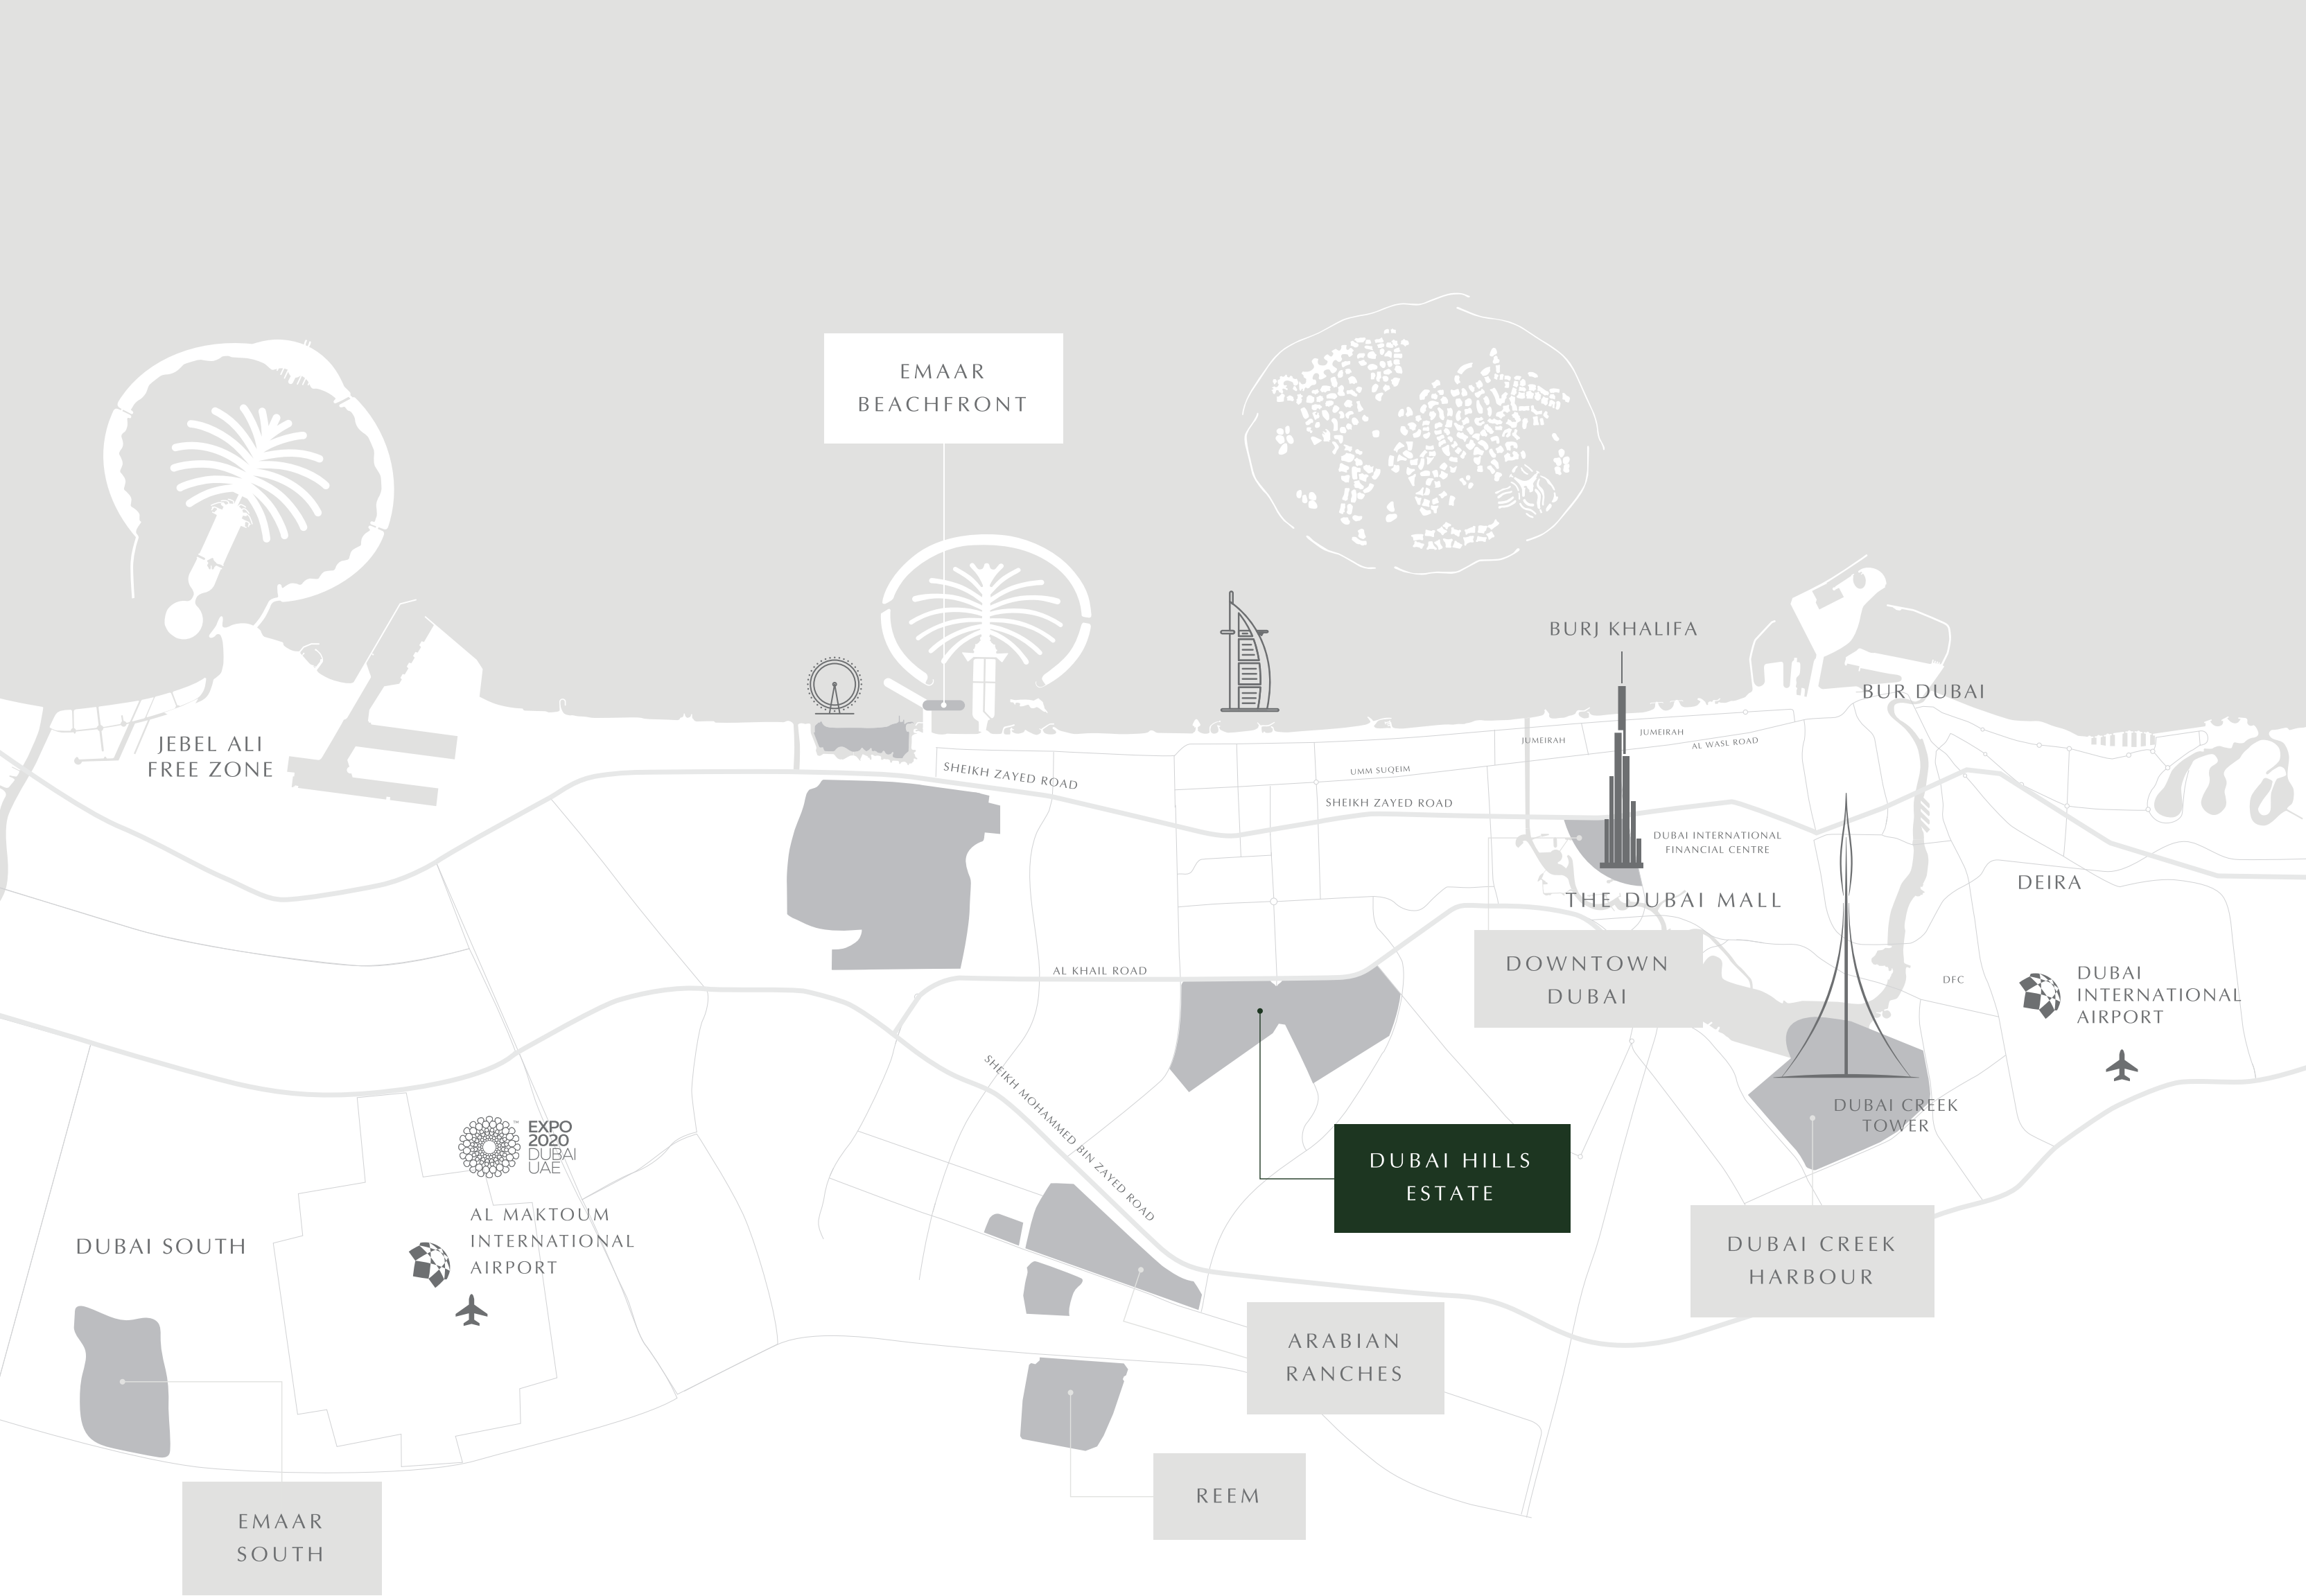 EMAAR
BEACHFRONT
BURJ KHALIFA
BUR DUBAI
JEBEL ALI
FREE ZONE
JUMEIRAH
JUMEIRAH
AL WASL ROAD
SHEIKH ZAYED ROAD
UMM SUQEIM
SHEIKH ZAYED ROAD
DUBAI INTERNATIONAL
FINANCIAL CENTRE
DEIRA
THE DUBAI MALL
DOWNTOWN
DUBAI
AL KHAIL ROAD
DFC
DUBAI
INTERNATIONAL
AIRPORT
SHEIKH MOHAMMED BIN ZAYED ROAD
DUBAI CREEK
TOWER
EXPO
2020
DUBAI
UAE
™
DUBAI HILLS
ESTATE
AL MAKTOUM
INTERNATIONAL
AIRPORT
DUBAI SOUTH
DUBAI CREEK
HARBOUR
ARABIAN
RANCHES
REEM
EMAAR
SOUTH